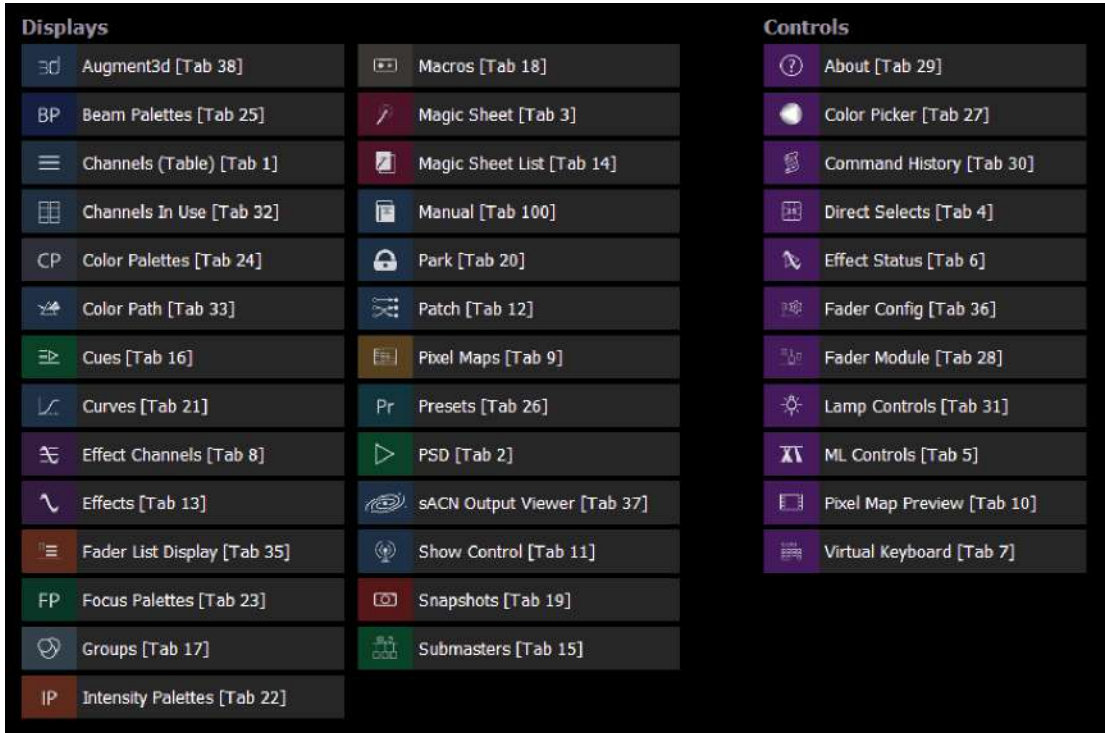 Displays
Augment3d [Tab 38]
BP Beam Palettes [Tab 25]
Channels (Table) [Tab 1]
Channels In Use [Tab 32]
CP Color Palettes [Tab 24]
Color Path [Tab 33]
Cues [Tab 16]
Curves [Tab 21]
Effect Channels [Tab 8]
Effects [Tab 13]
Fader List Display [Tab 35]
FP Focus Palettes [Tab 23]
Groups [Tab 17]
IP Intensity Palettes [Tab 22]
Macros [Tab 18]
Magic Sheet [Tab 3]
Magic Sheet List [Tab 14]
Manual [Tab 100]
Park [Tab 20]
Patch [Tab 12]
Pixel Maps [Tab 9]
Pr Presets [Tab 26]
PSD [Tab 2]
sACN Output Viewer [Tab 37]
Show Control [Tab 11]
Snapshots [Tab 19]
Submasters [Tab 15]
Controls
About [Tab 29]
Color Picker [Tab 27]
Command History [Tab 30]
Direct Selects [Tab 4]
Effect Status [Tab 6]
Fader Config [Tab 36]
Fader Module [Tab 28]
Lamp Controls [Tab 31]
ML Controls [Tab 5]
Pixel Map Preview [Tab 10]
Virtual Keyboard [Tab 7]